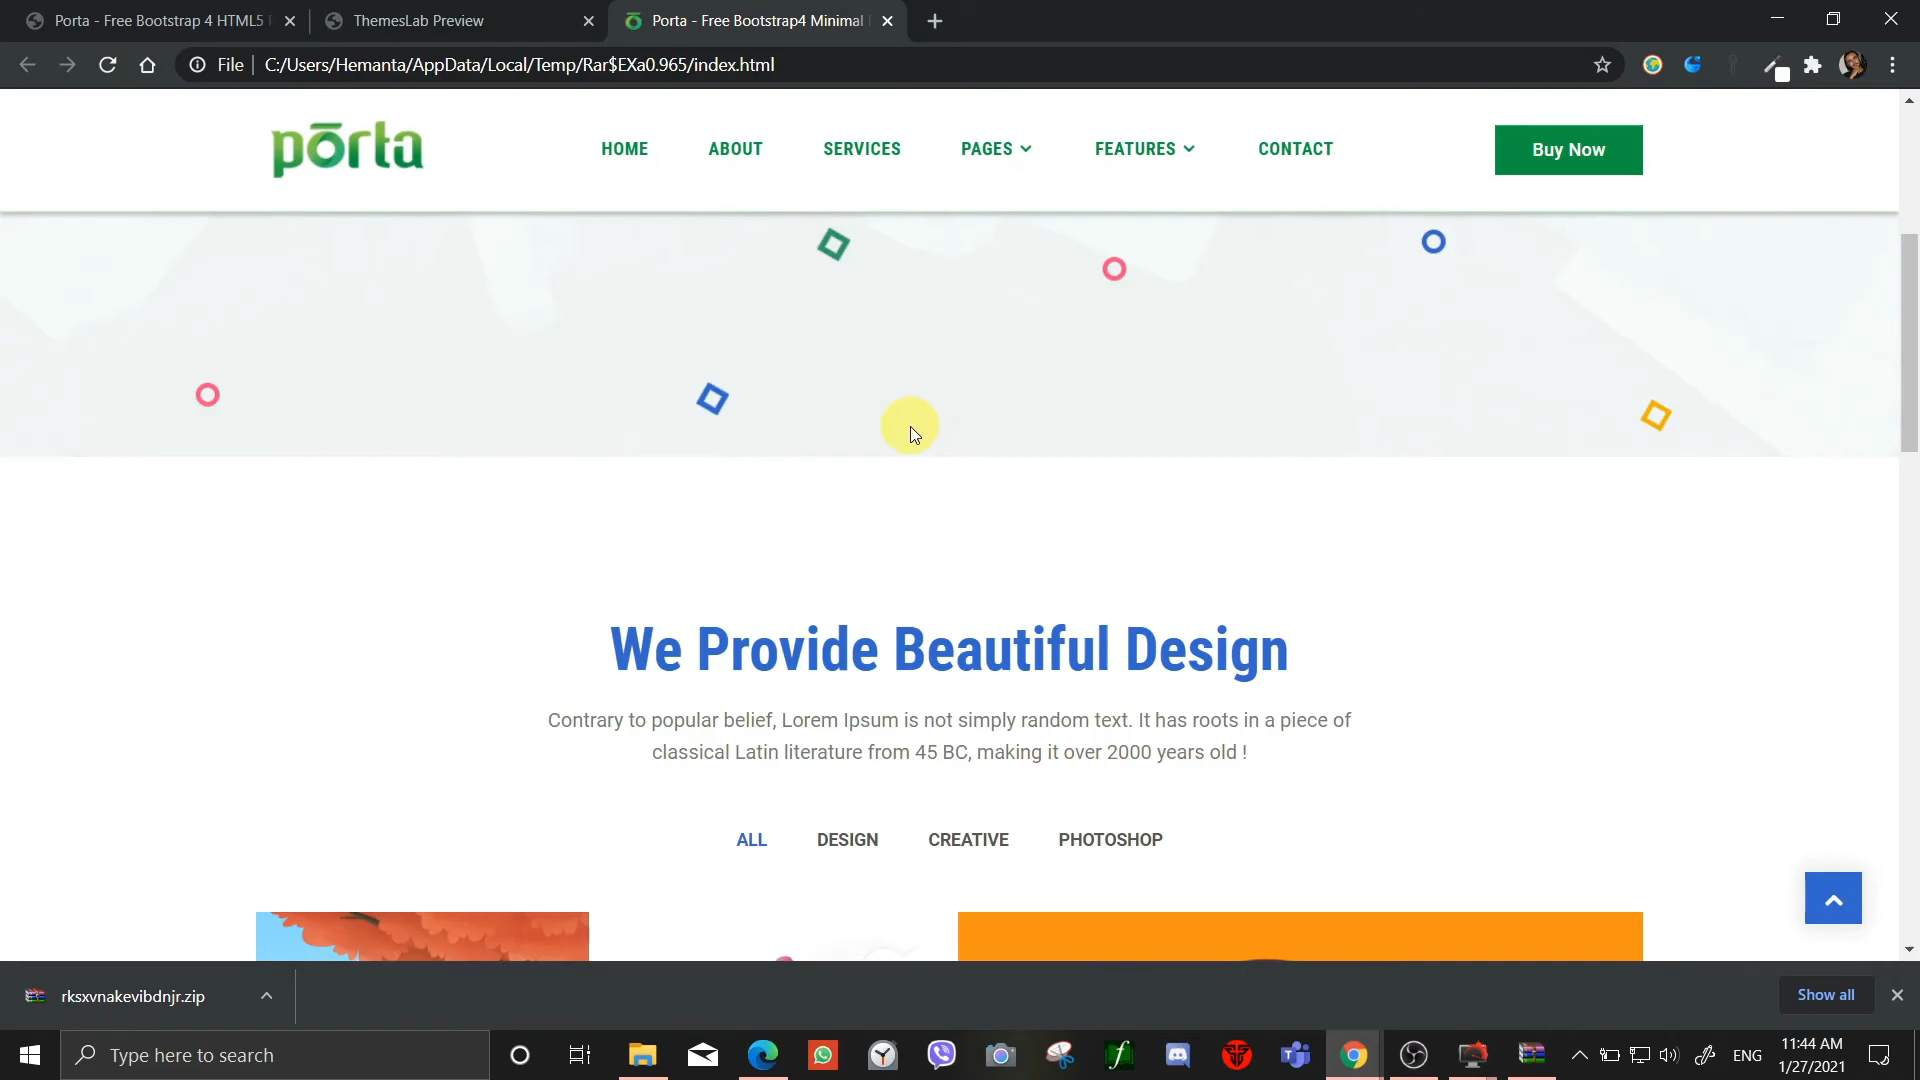 Porta - Free Bootstrap 4 HTML5
ThemesLab Preview
Porta - Free Bootstrap4 Minimal
File
C:/Users/Hemanta/AppData/Local/Temp/Rar$EXa0.965/index.html
pōrta
HOME
ABOUT
SERVICES
PAGES
FEATURES
CONTACT
Buy Now
We Provide Beautiful Design
Contrary to popular belief, Lorem Ipsum is not simply random text. It has roots in a piece of
classical Latin literature from 45 BC, making it over 2000 years old !
ALL
DESIGN
CREATIVE
PHOTOSHOP
rksxvnakevibdnjr.zip
Show all
Type here to search
ENG
11:44 AM
1/27/2021